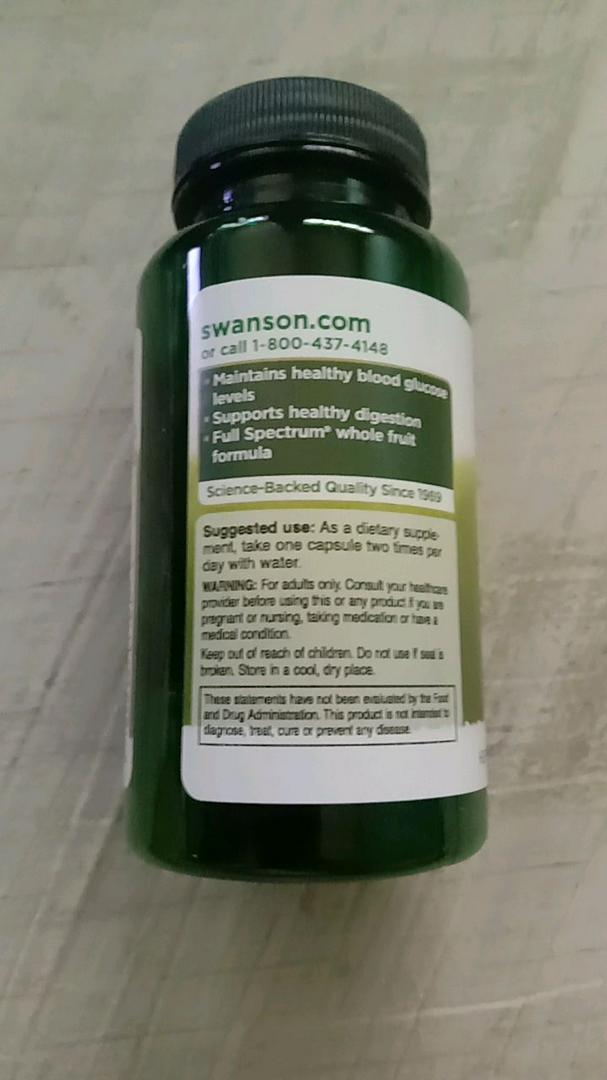 swanson.com
or call 1-800-437-4148
• Maintains healthy blood glucose
levels
• Supports healthy digestion
• Full Spectrum® whole fruit
formula
Science-Backed Quality Since 1969
Suggested use: As a dietary supple-
ment, take one capsule two times per
day with water.
WARNING: For adults only. Consult your healthcare
provider before using this or any product if you are
pregnant or nursing, taking medication or have a
medical condition.
Keep out of reach of children. Do not use if seal is
broken. Store in a cool, dry place.
These statements have not been evaluated by the Food
and Drug Administration. This product is not intended to
diagnose, treat, cure or prevent any disease.